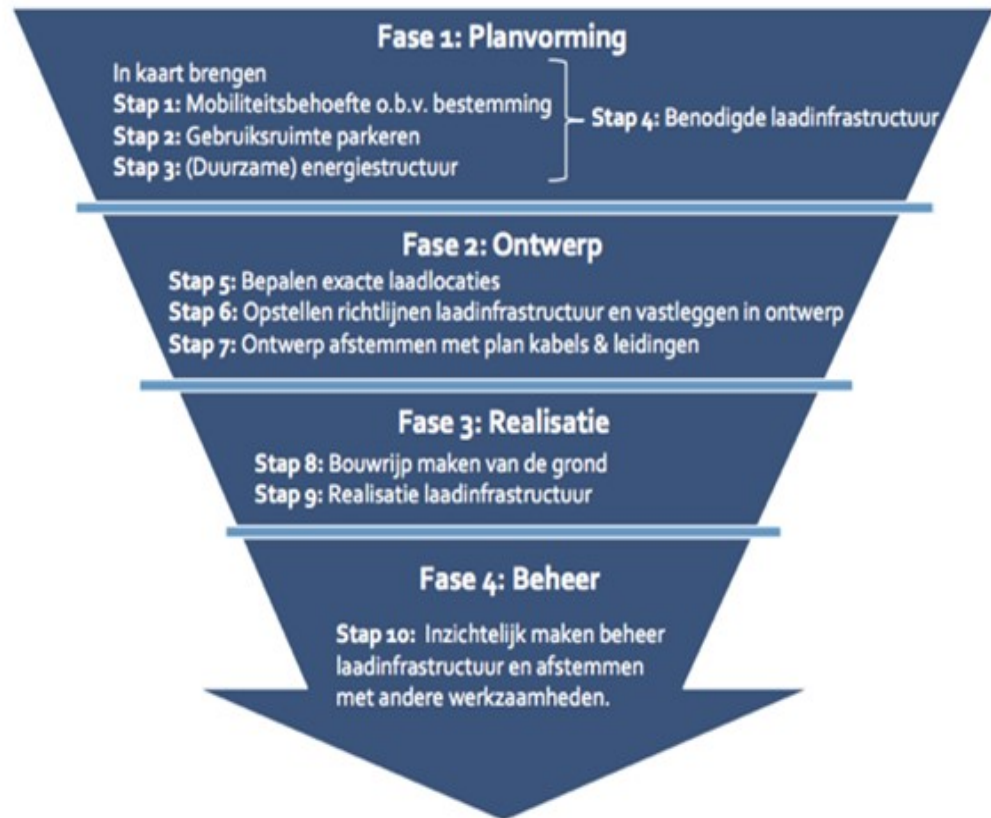 Fase 1: Planvorming
In kaart brengen
Stap 1: Mobiliteitsbehoefte o.b.v. bestemming
Stap 2: Gebruiksruimte parkeren
Stap 3: (Duurzame) energiestructuur
Stap 4: Benodigde laadinfrastructuur
Fase 2: Ontwerp
Stap 5: Bepalen exacte laadlocaties
Stap 6: Opstellen richtlijnen laadinfrastructuur en vastleggen in ontwerp
Stap 7: Ontwerp afstemmen met plan kabels & leidingen
Fase 3: Realisatie
Stap 8: Bouwrijp maken van de grond
Stap 9: Realisatie laadinfrastructuur
Fase 4: Beheer
Stap 10: Inzichtelijk maken beheer
laadinfrastructuur en afstemmen
met andere werkzaamheden.